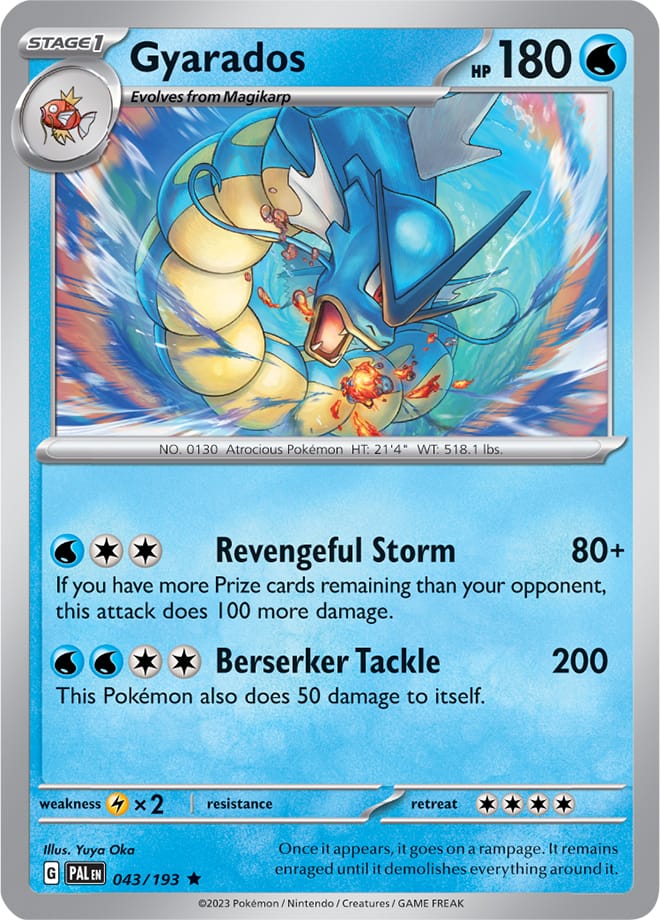 STAGE1
Gyarados
HP 180
Evolves from Magikarp
NO. 0130 Atrocious Pokémon HT: 21'4" WT: 518.1 lbs.
Revengeful Storm 80+
If you have more Prize cards remaining than your opponent,
this attack does 100 more damage.
Berserker Tackle 200
This Pokémon also does 50 damage to itself.
weakness ×2 resistance retreat
Illus. Yuya Oka
Once it appears, it goes on a rampage. It remains
enraged until it demolishes everything around it.
G PAL EN 043/193 ★
©2023 Pokémon / Nintendo / Creatures / GAME FREAK